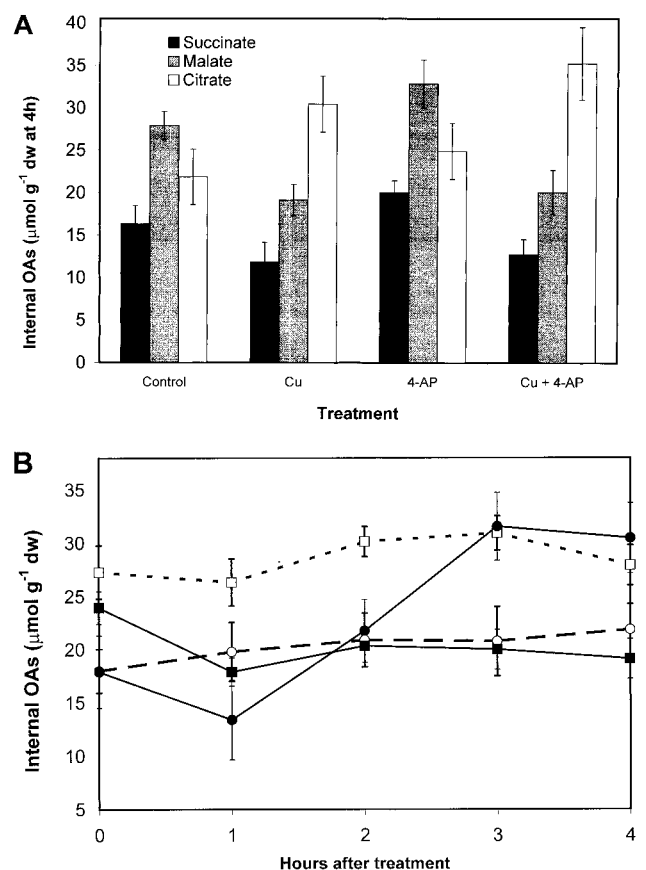 A
Internal OAs (µmol g⁻¹ dw at 4h)
40
35
30
25
20
15
10
5
0
Succinate
Malate
Citrate
Control
Cu
4-AP
Cu + 4-AP
Treatment
B
Internal OAs (µmol g⁻¹ dw)
35
30
25
20
15
10
5
0
1
2
3
4
Hours after treatment